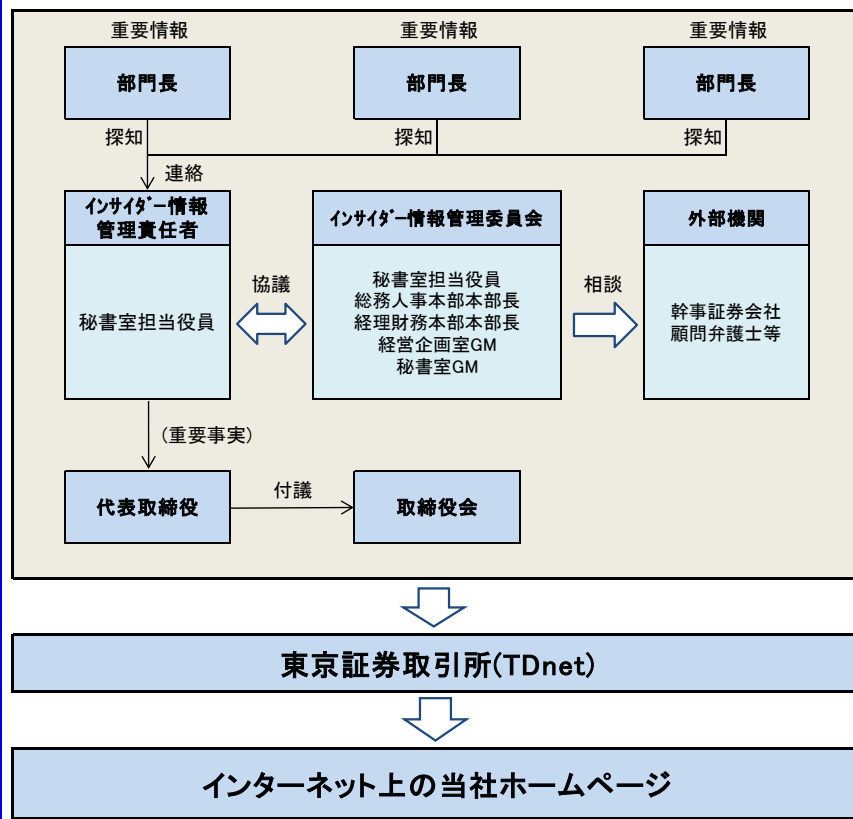 重要情報
重要情報
重要情報
部門長
部門長
部門長
探知
探知
探知
連絡
インサイダー情報
管理責任者
インサイダー情報管理委員会
外部機関
秘書室担当役員
協議
秘書室担当役員
総務人事本部本部長
経理財務本部本部長
経営企画室GM
秘書室GM
相談
幹事証券会社
顧問弁護士等
(重要事実)
代表取締役
付議
取締役会
東京証券取引所(TDnet)
インターネット上の当社ホームページ